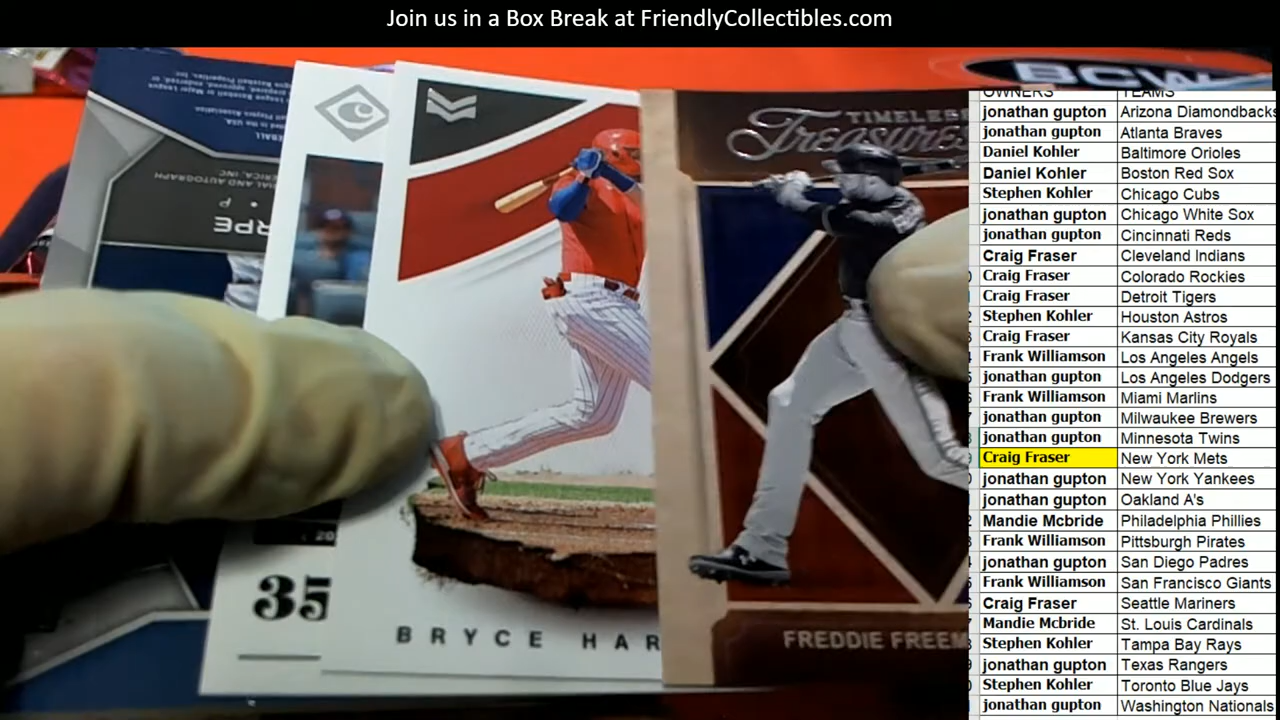 Join us in a Box Break at FriendlyCollectibles.com
BCW
TIMELESS
Treasures
P
35
20
BRYCE HAR
FREDDIE FREEM
OWNERS TEAMS
jonathan gupton Arizona Diamondbacks
jonathan gupton Atlanta Braves
Daniel Kohler Baltimore Orioles
Daniel Kohler Boston Red Sox
Stephen Kohler Chicago Cubs
jonathan gupton Chicago White Sox
jonathan gupton Cincinnati Reds
Craig Fraser Cleveland Indians
Craig Fraser Colorado Rockies
Craig Fraser Detroit Tigers
Stephen Kohler Houston Astros
Craig Fraser Kansas City Royals
Frank Williamson Los Angeles Angels
jonathan gupton Los Angeles Dodgers
Frank Williamson Miami Marlins
jonathan gupton Milwaukee Brewers
jonathan gupton Minnesota Twins
Craig Fraser New York Mets
jonathan gupton New York Yankees
jonathan gupton Oakland A's
Mandie Mcbride Philadelphia Phillies
Frank Williamson Pittsburgh Pirates
jonathan gupton San Diego Padres
Frank Williamson San Francisco Giants
Craig Fraser Seattle Mariners
Mandie Mcbride St. Louis Cardinals
Stephen Kohler Tampa Bay Rays
jonathan gupton Texas Rangers
Stephen Kohler Toronto Blue Jays
jonathan gupton Washington Nationals